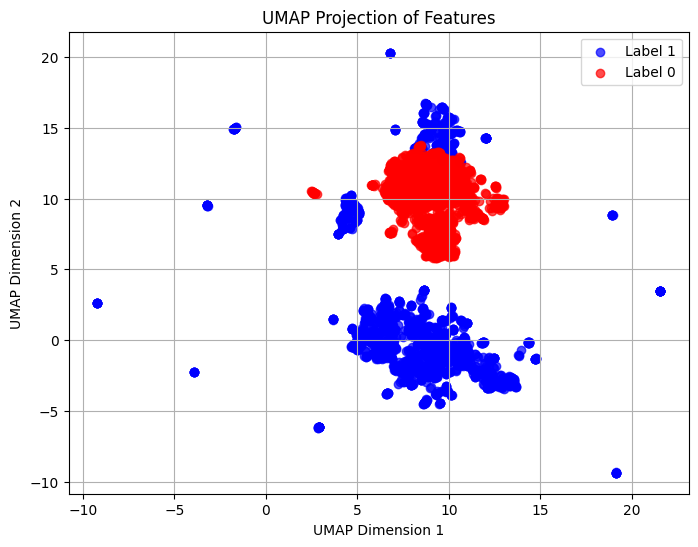 UMAP Projection of Features
Label 1
Label 0
UMAP Dimension 2
20
15
10
5
0
−5
−10
−10
−5
0
5
10
15
20
UMAP Dimension 1